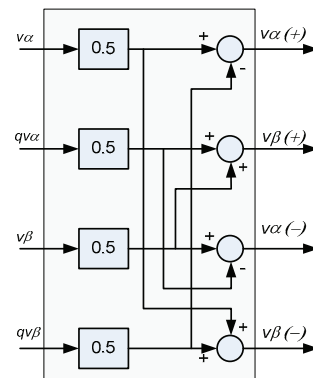 vα 0.5 + vα (+)
-
qvα 0.5 + vβ (+)
+
vβ 0.5 + vα (−)
-
+
qvβ 0.5 + vβ (−)